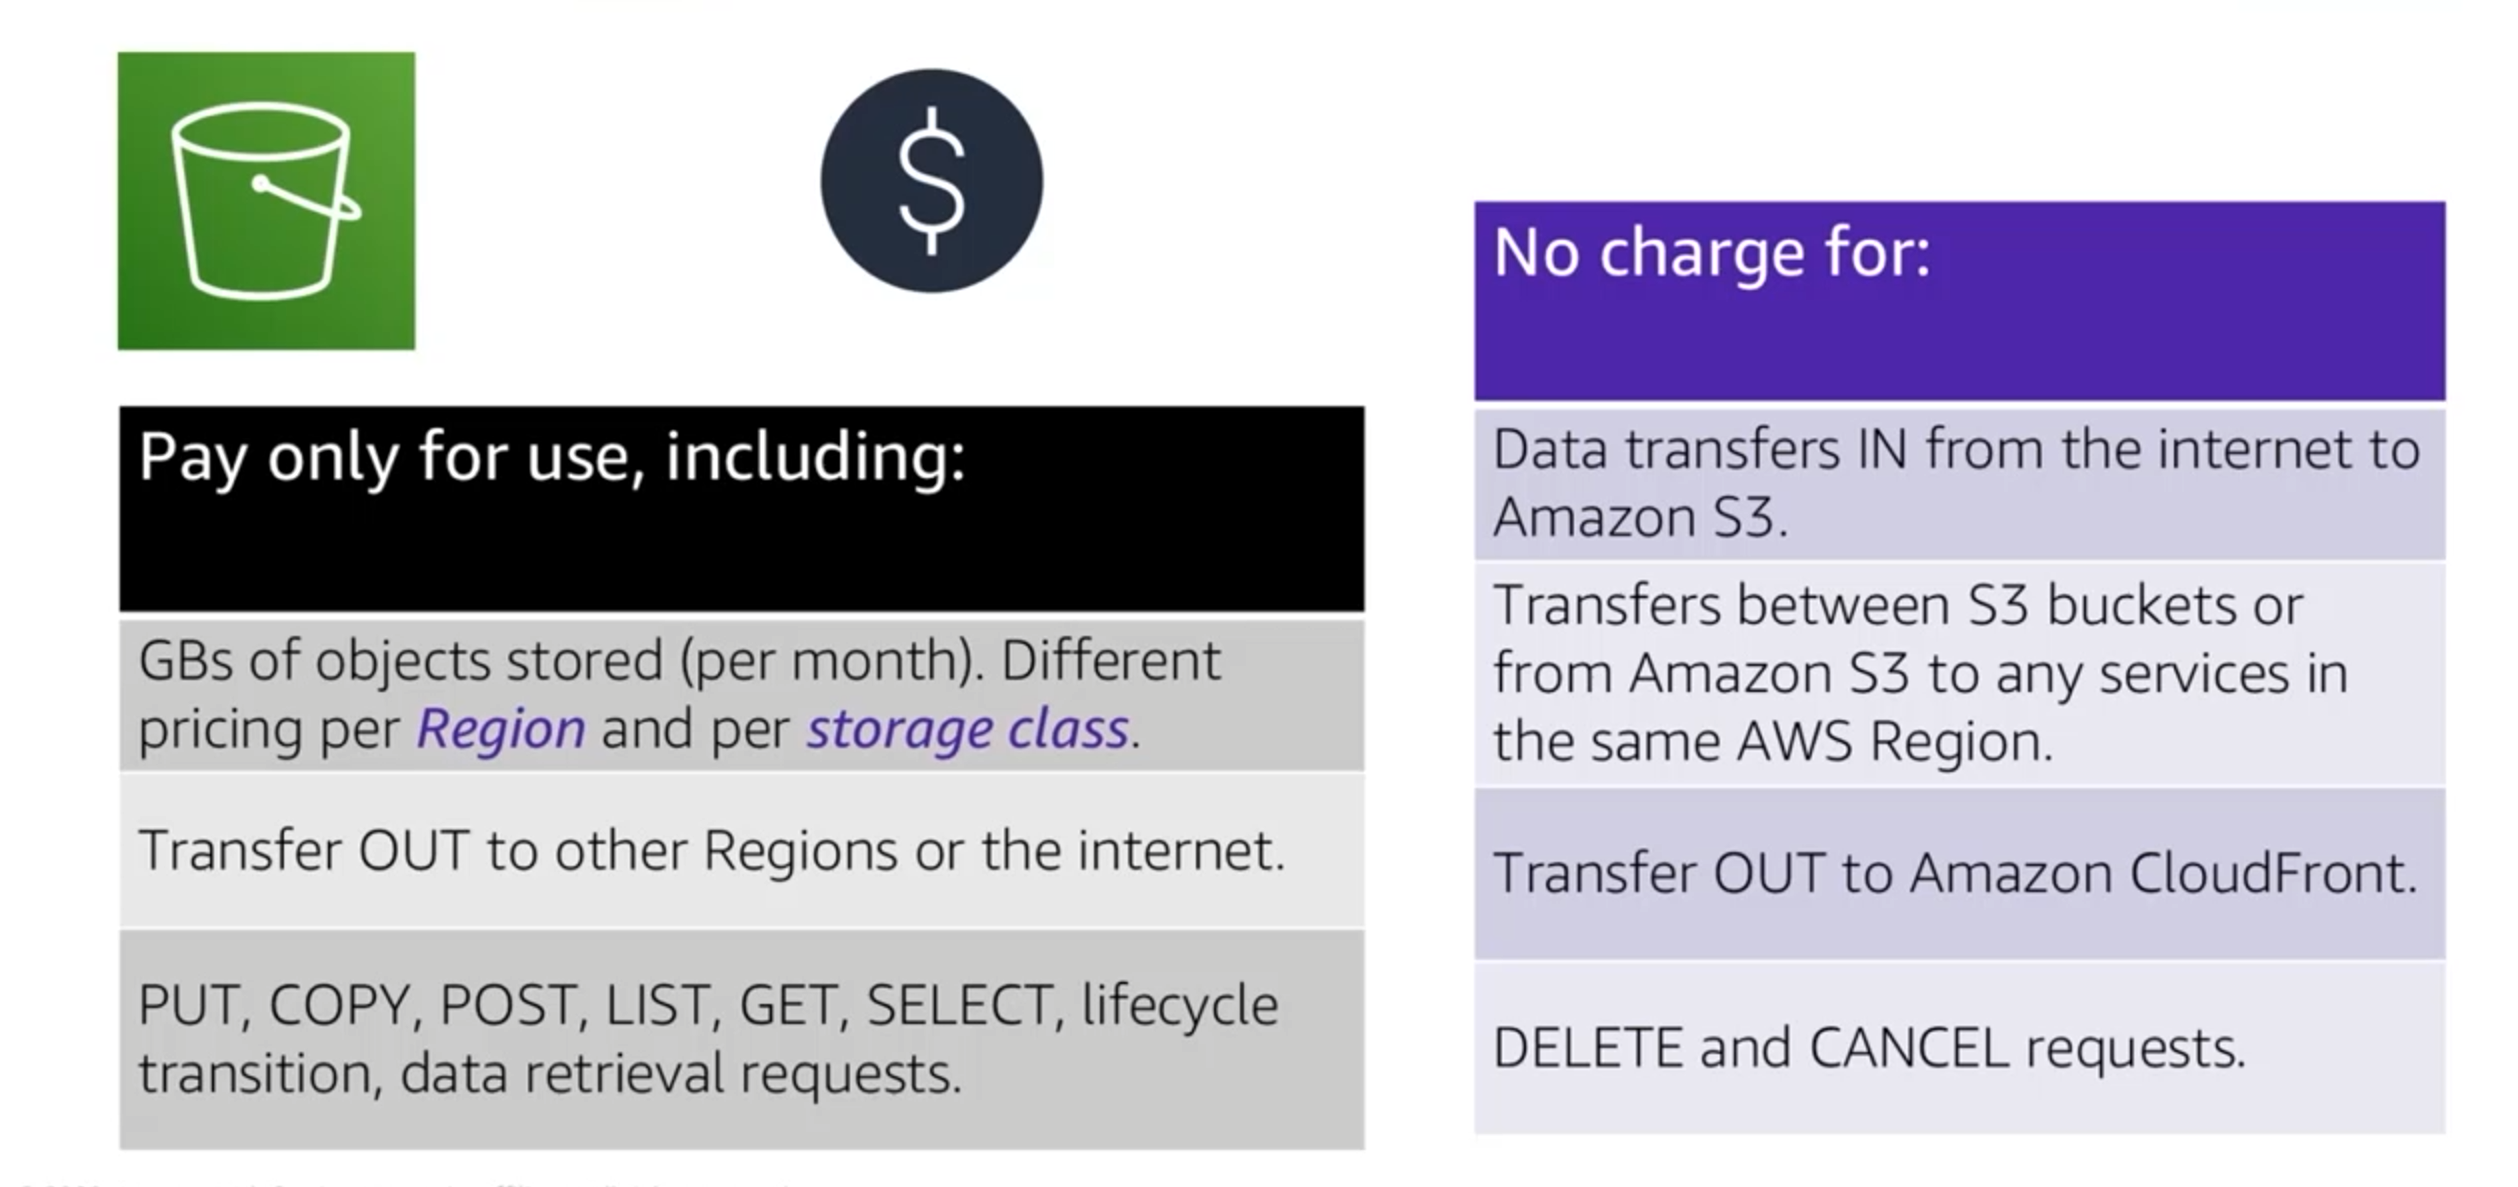 $
Pay only for use, including:
GBs of objects stored (per month). Different
pricing per Region and per storage class.
Transfer OUT to other Regions or the internet.
PUT, COPY, POST, LIST, GET, SELECT, lifecycle
transition, data retrieval requests.
No charge for:
Data transfers IN from the internet to
Amazon S3.
Transfers between S3 buckets or
from Amazon S3 to any services in
the same AWS Region.
Transfer OUT to Amazon CloudFront.
DELETE and CANCEL requests.